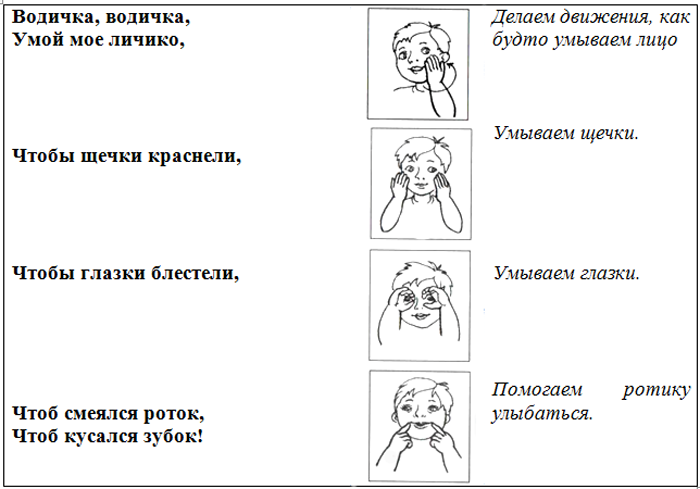 Водичка, водичка,
Умой мое личико,
Делаем движения, как
будто умываем лицо
Чтобы щечки краснели,
Умываем щечки.
Чтобы глазки блестели,
Умываем глазки.
Чтоб смеялся роток,
Чтоб кусался зубок!
Помогаем ротику
улыбаться.